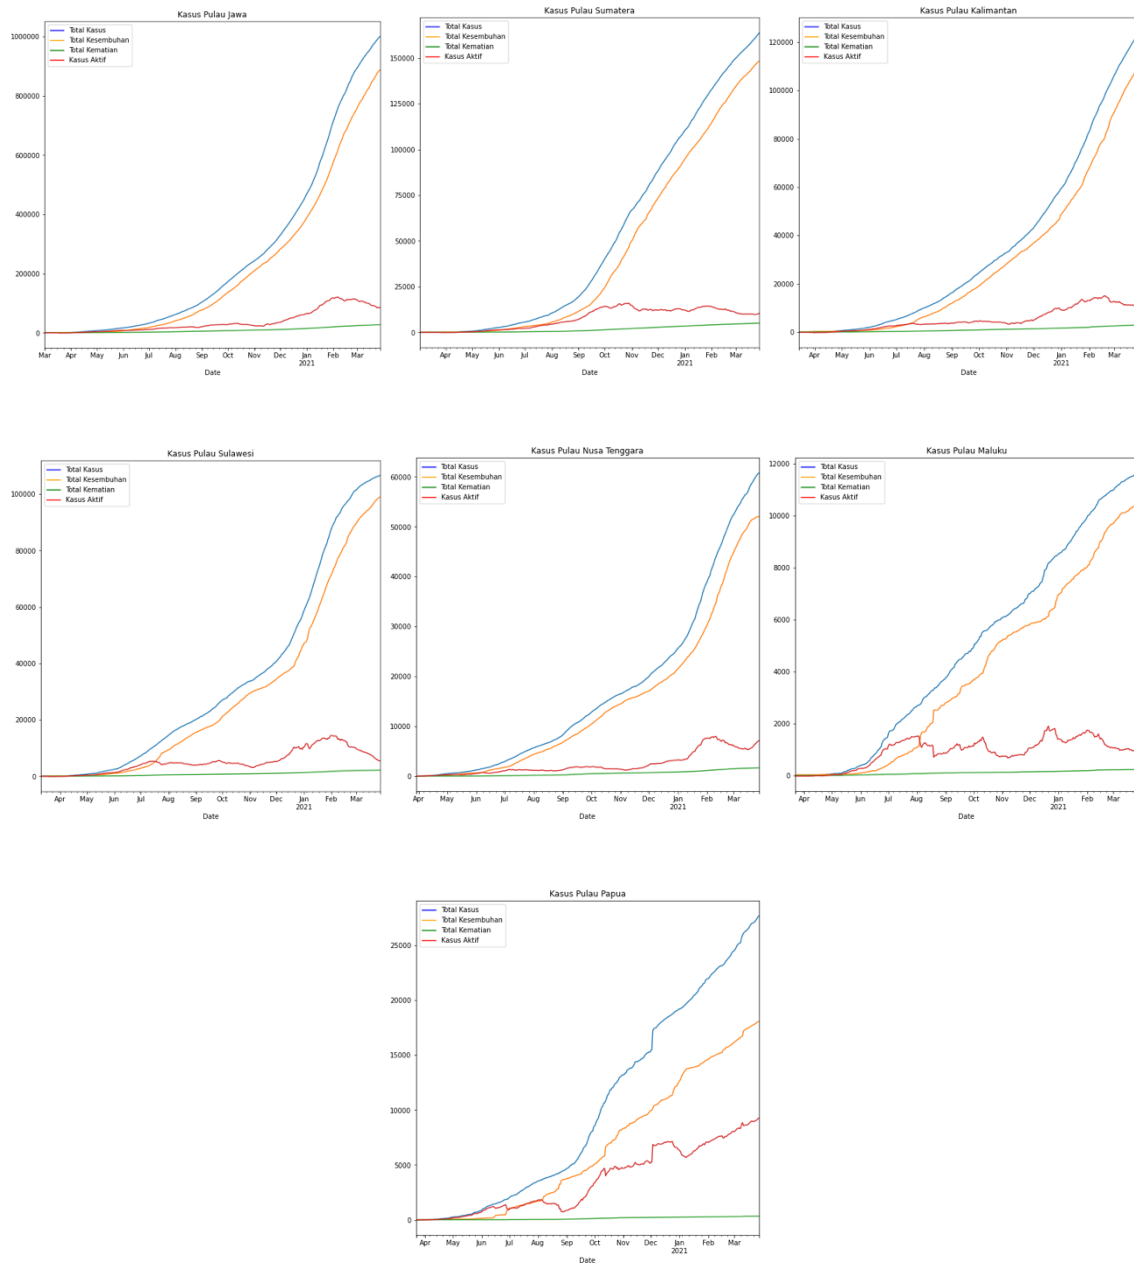 Kasus Pulau Jawa
Total Kasus
Total Kesembuhan
Total Kematian
Kasus Aktif
1000000
800000
600000
400000
200000
0
Mar Apr May Jun Jul Aug Sep Oct Nov Dec Jan Feb Mar
2021
Date
Kasus Pulau Sumatera
Total Kasus
Total Kesembuhan
Total Kematian
Kasus Aktif
150000
125000
100000
75000
50000
25000
0
Apr May Jun Jul Aug Sep Oct Nov Dec Jan Feb Mar
2021
Date
Kasus Pulau Kalimantan
Total Kasus
Total Kesembuhan
Total Kematian
Kasus Aktif
120000
100000
80000
60000
40000
20000
0
Apr May Jun Jul Aug Sep Oct Nov Dec Jan Feb Mar
2021
Date
Kasus Pulau Sulawesi
Total Kasus
Total Kesembuhan
Total Kematian
Kasus Aktif
100000
80000
60000
40000
20000
0
Apr May Jun Jul Aug Sep Oct Nov Dec Jan Feb Mar
2021
Date
Kasus Pulau Nusa Tenggara
Total Kasus
Total Kesembuhan
Total Kematian
Kasus Aktif
60000
50000
40000
30000
20000
10000
0
Apr May Jun Jul Aug Sep Oct Nov Dec Jan Feb Mar
2021
Date
Kasus Pulau Maluku
Total Kasus
Total Kesembuhan
Total Kematian
Kasus Aktif
12000
10000
8000
6000
4000
2000
0
Apr May Jun Jul Aug Sep Oct Nov Dec Jan Feb Mar
2021
Date
Kasus Pulau Papua
Total Kasus
Total Kesembuhan
Total Kematian
Kasus Aktif
25000
20000
15000
10000
5000
0
Apr May Jun Jul Aug Sep Oct Nov Dec Jan Feb Mar
2021
Date